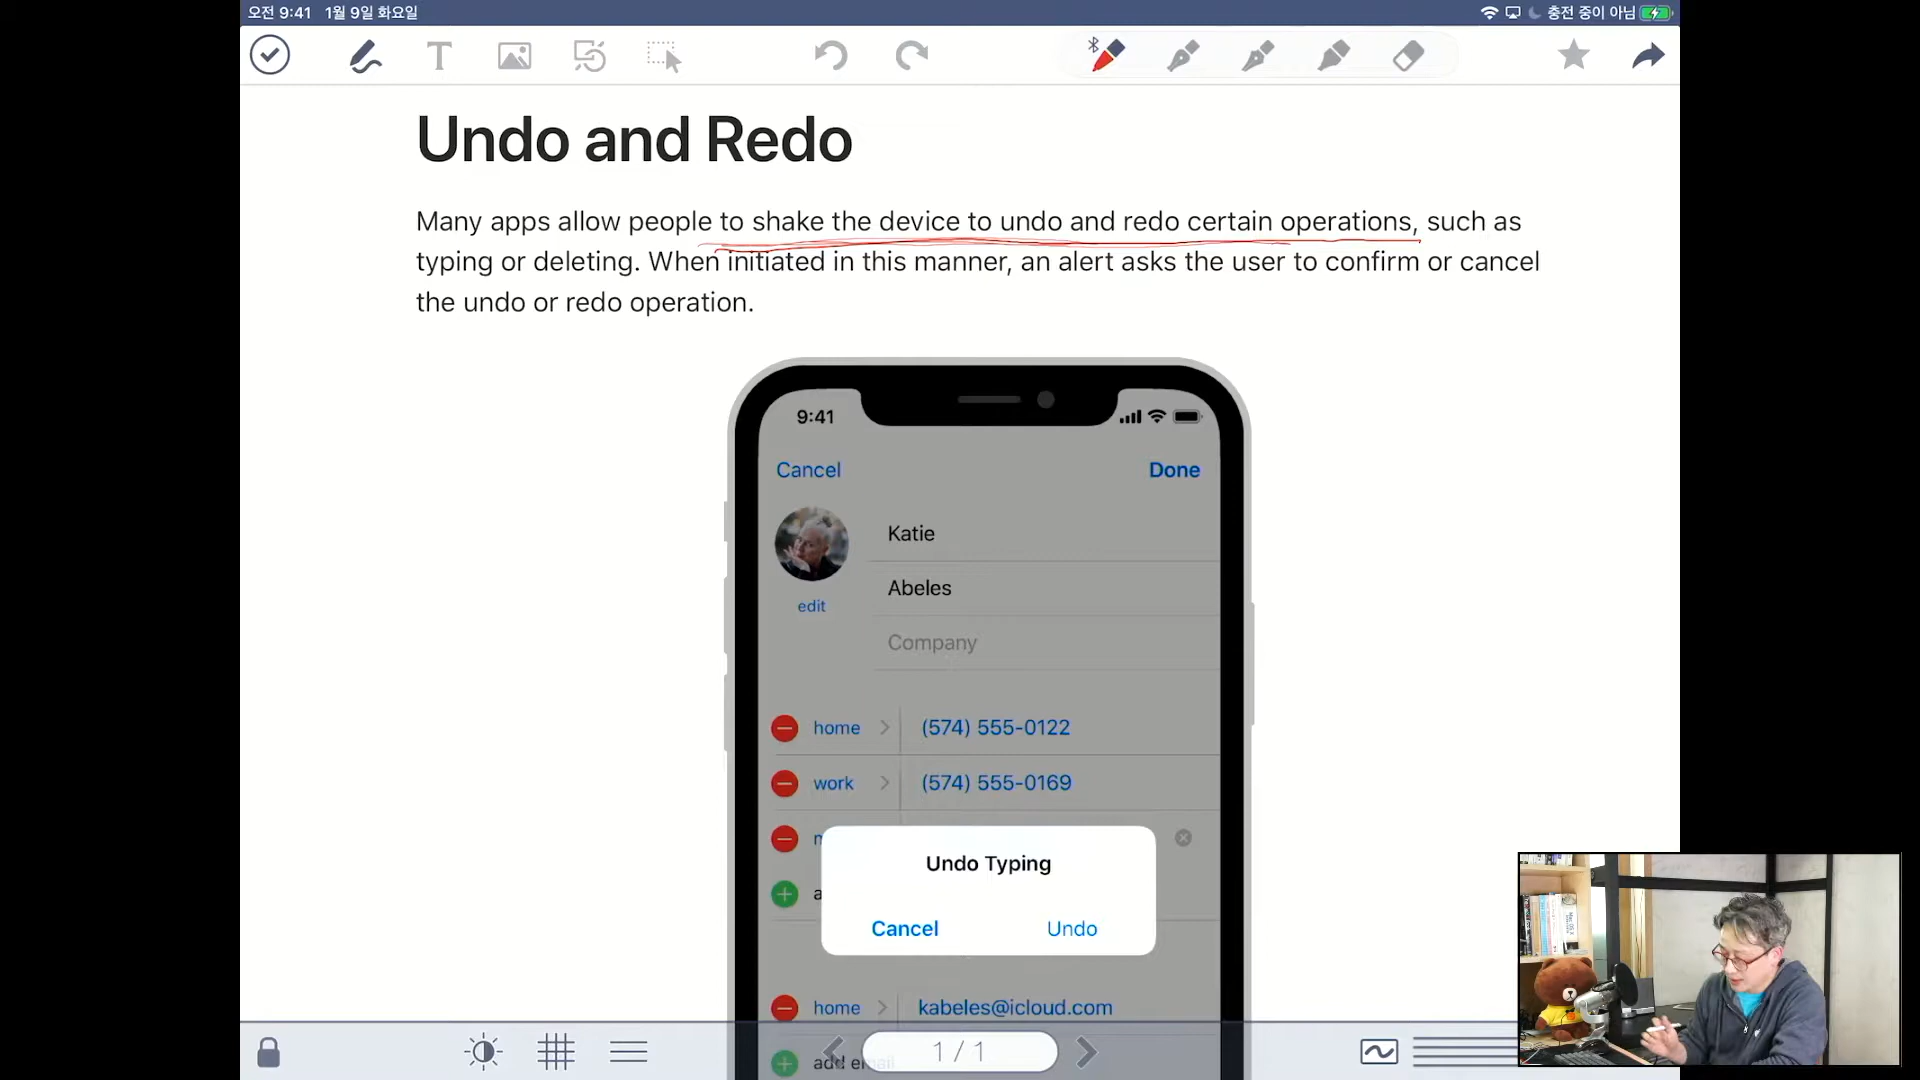 오전 9:41 1월 9일 화요일
충전 중이 아님
T
Undo and Redo
Many apps allow people to shake the device to undo and redo certain operations, such as
typing or deleting. When initiated in this manner, an alert asks the user to confirm or cancel
the undo or redo operation.
9:41
Cancel Done
Katie
edit
Abeles
Company
home (574) 555-0122
work (574) 555-0169
Undo Typing
Cancel Undo
home kabeles@icloud.com
add email
1 / 1